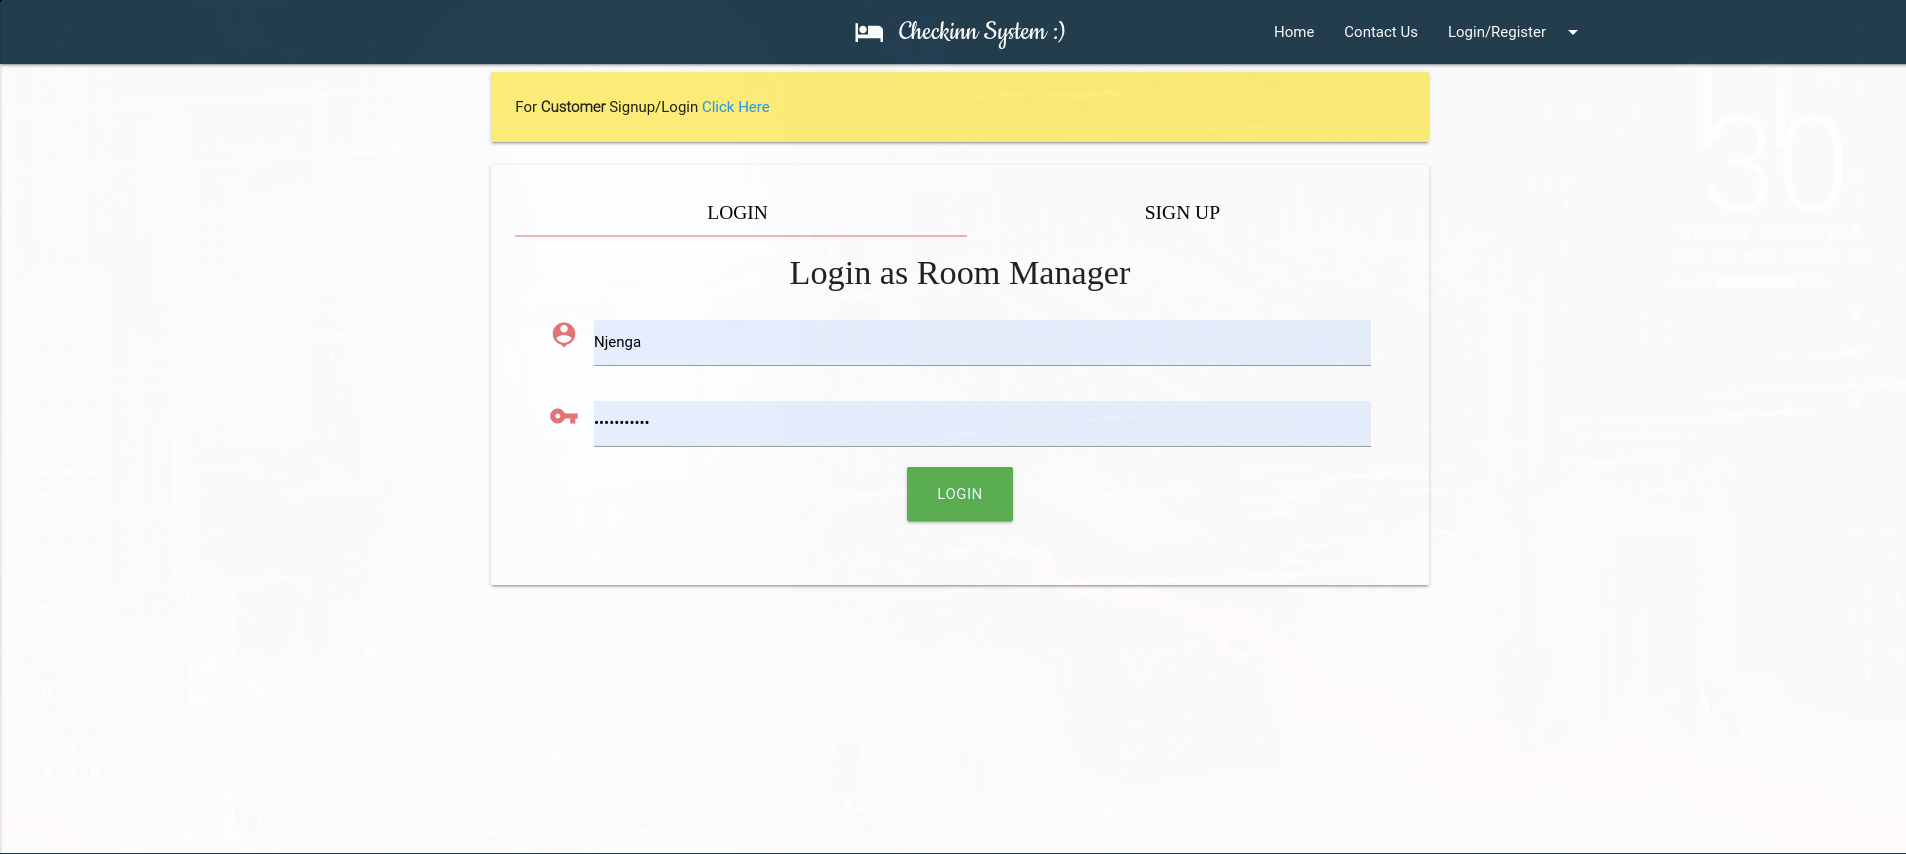 Checkinn System :)
Home Contact Us Login/Register
For Customer Signup/Login Click Here
LOGIN SIGN UP
Login as Room Manager
Njenga
•••••••••••
LOGIN
30